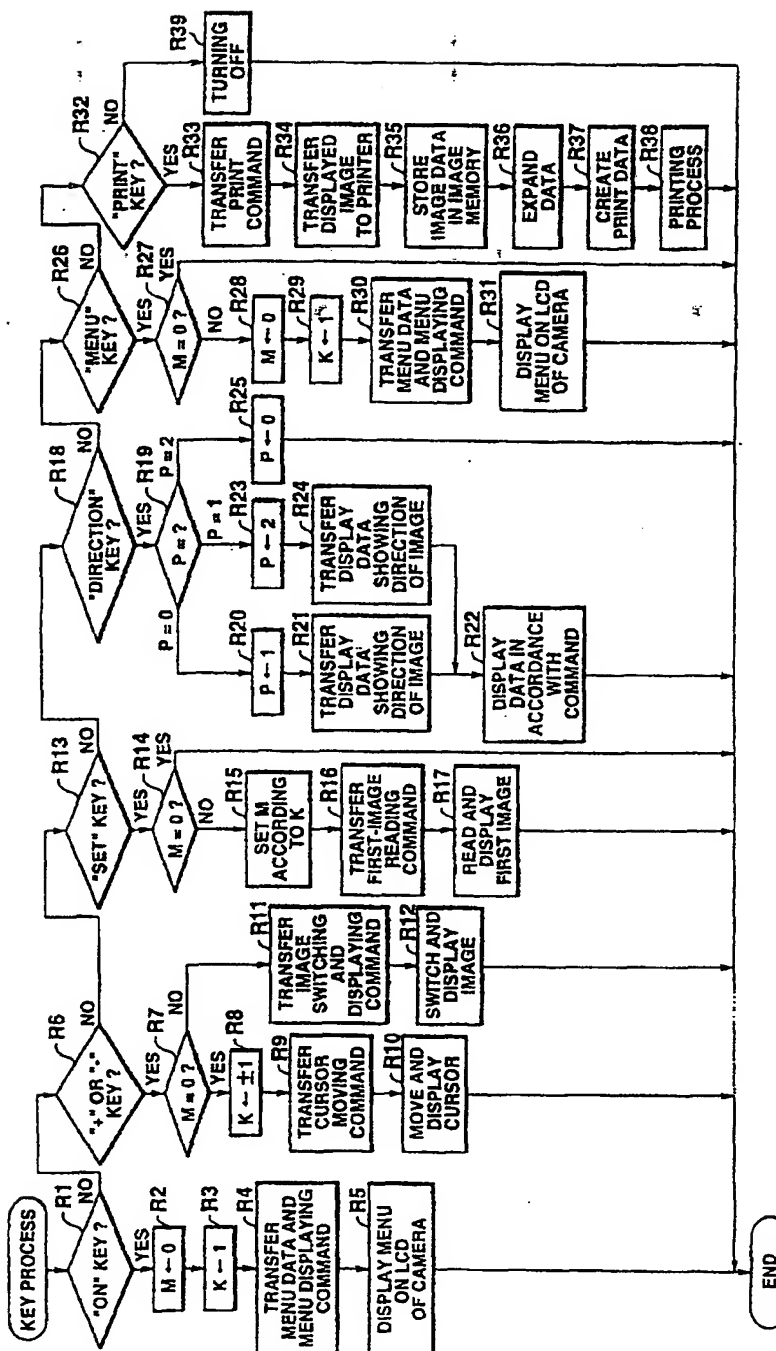 KEY PROCESS
R1
"ON" KEY ?
NO
YES
R2
M ← 0
R3
K ← 1
R4
TRANSFER
MENU DATA AND
MENU DISPLAYING
COMMAND
R5
DISPLAY MENU
ON LCD
OF CAMERA
END
R6
"+" OR "-"
KEY ?
NO
YES
R7
M = 0 ?
NO
YES
R8
K ← ±1
R9
TRANSFER
CURSOR
MOVING
COMMAND
R10
MOVE AND
DISPLAY
CURSOR
R11
TRANSFER
IMAGE
SWITCHING
AND
DISPLAYING
COMMAND
R12
SWITCH AND
DISPLAY
IMAGE
R13
"SET" KEY ?
NO
YES
R14
M = 0 ?
YES
NO
R15
SET M
ACCORDING
TO K
R16
TRANSFER
FIRST-IMAGE
READING
COMMAND
R17
READ AND
DISPLAY
FIRST IMAGE
R18
"DIRECTION"
KEY ?
NO
YES
R19
P = ?
P = 0
P = 1
P = 2
R20
P ← 1
R21
TRANSFER
DISPLAY
DATA
SHOWING
DIRECTION
OF IMAGE
R22
DISPLAY
DATA IN
ACCORDANCE
WITH
COMMAND
R23
P ← 2
R24
TRANSFER
DISPLAY
DATA
SHOWING
DIRECTION
OF IMAGE
R25
P ← 0
R26
"MENU"
KEY ?
NO
YES
R27
M = 0 ?
YES
NO
R28
M ← 0
R29
K ← 1
R30
TRANSFER
MENU DATA
AND MENU
DISPLAYING
COMMAND
R31
DISPLAY
MENU ON LCD
OF CAMERA
R32
"PRINT"
KEY ?
NO
YES
R33
TRANSFER
PRINT
COMMAND
R34
TRANSFER
DISPLAYED
IMAGE
TO PRINTER
R35
STORE
IMAGE DATA
IN IMAGE
MEMORY
R36
EXPAND
DATA
R37
CREATE
PRINT DATA
R38
PRINTING
PROCESS
R39
TURNING
OFF